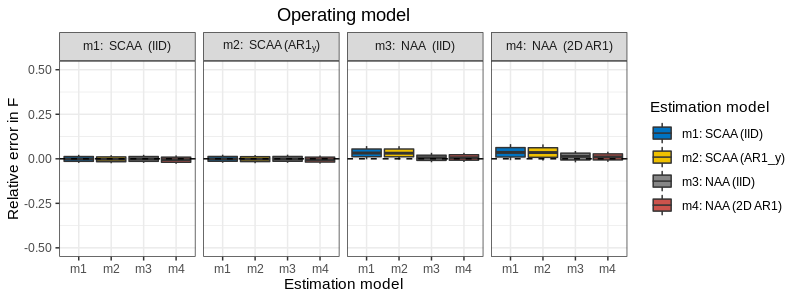 Operating model
m1: SCAA (IID)
m2: SCAA (AR1y)
m3: NAA (IID)
m4: NAA (2D AR1)
Relative error in F
0.50
0.25
0.00
-0.25
-0.50
m1 m2 m3 m4
m1 m2 m3 m4
m1 m2 m3 m4
m1 m2 m3 m4
Estimation model
Estimation model
m1: SCAA (IID)
m2: SCAA (AR1_y)
m3: NAA (IID)
m4: NAA (2D AR1)